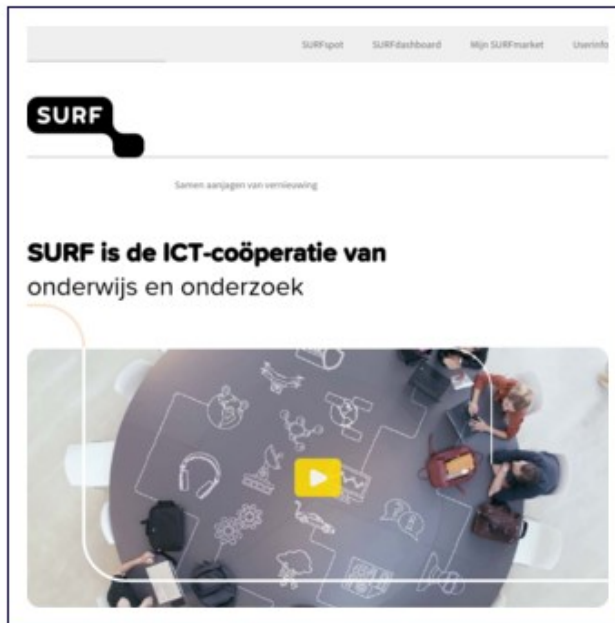 SURFspot SURFdashboard Mijn SURFmarket Userinfo
SURF
Samen aanjagen van vernieuwing
SURF is de ICT-coöperatie van
onderwijs en onderzoek